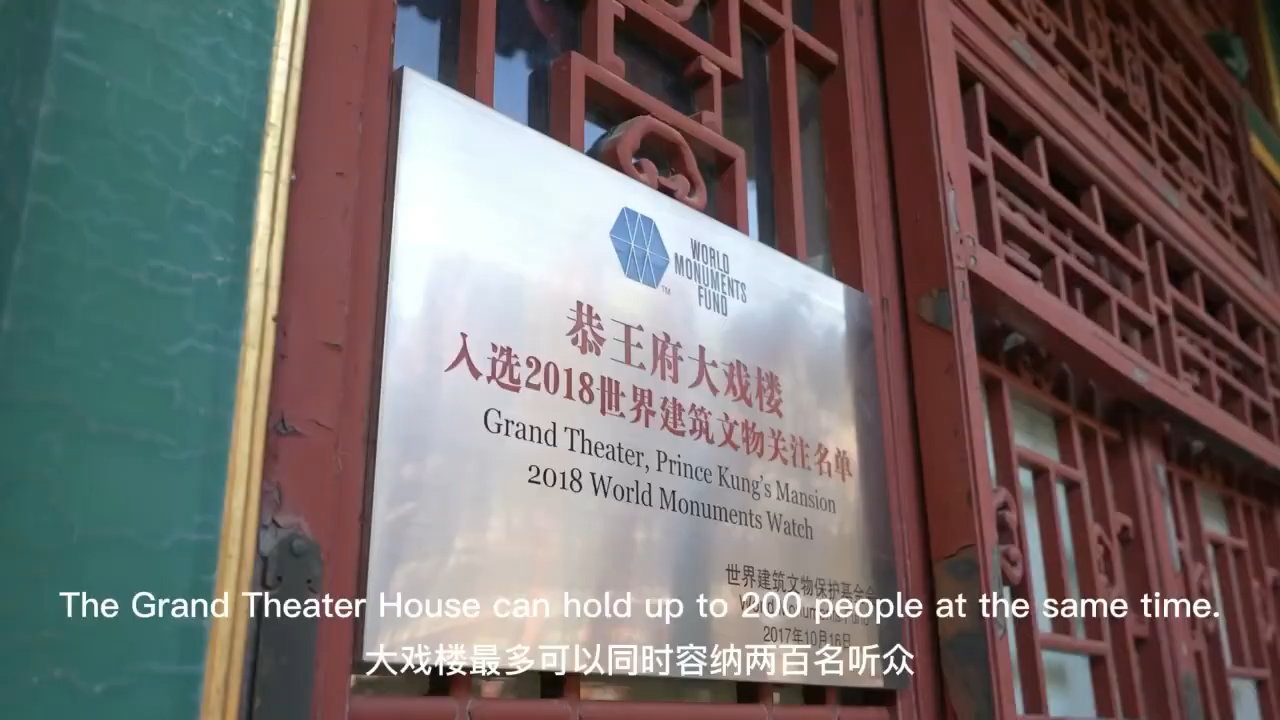 WORLD
MONUMENTS
FUND
TM
恭王府大戏楼
入选2018世界建筑文物关注名单
Grand Theater, Prince Kung's Mansion
2018 World Monuments Watch
世界建筑文物保护基金会
World Monuments Fund
2017年10月16日
The Grand Theater House can hold up to 200 people at the same time.
大戏楼最多可以同时容纳两百名听众